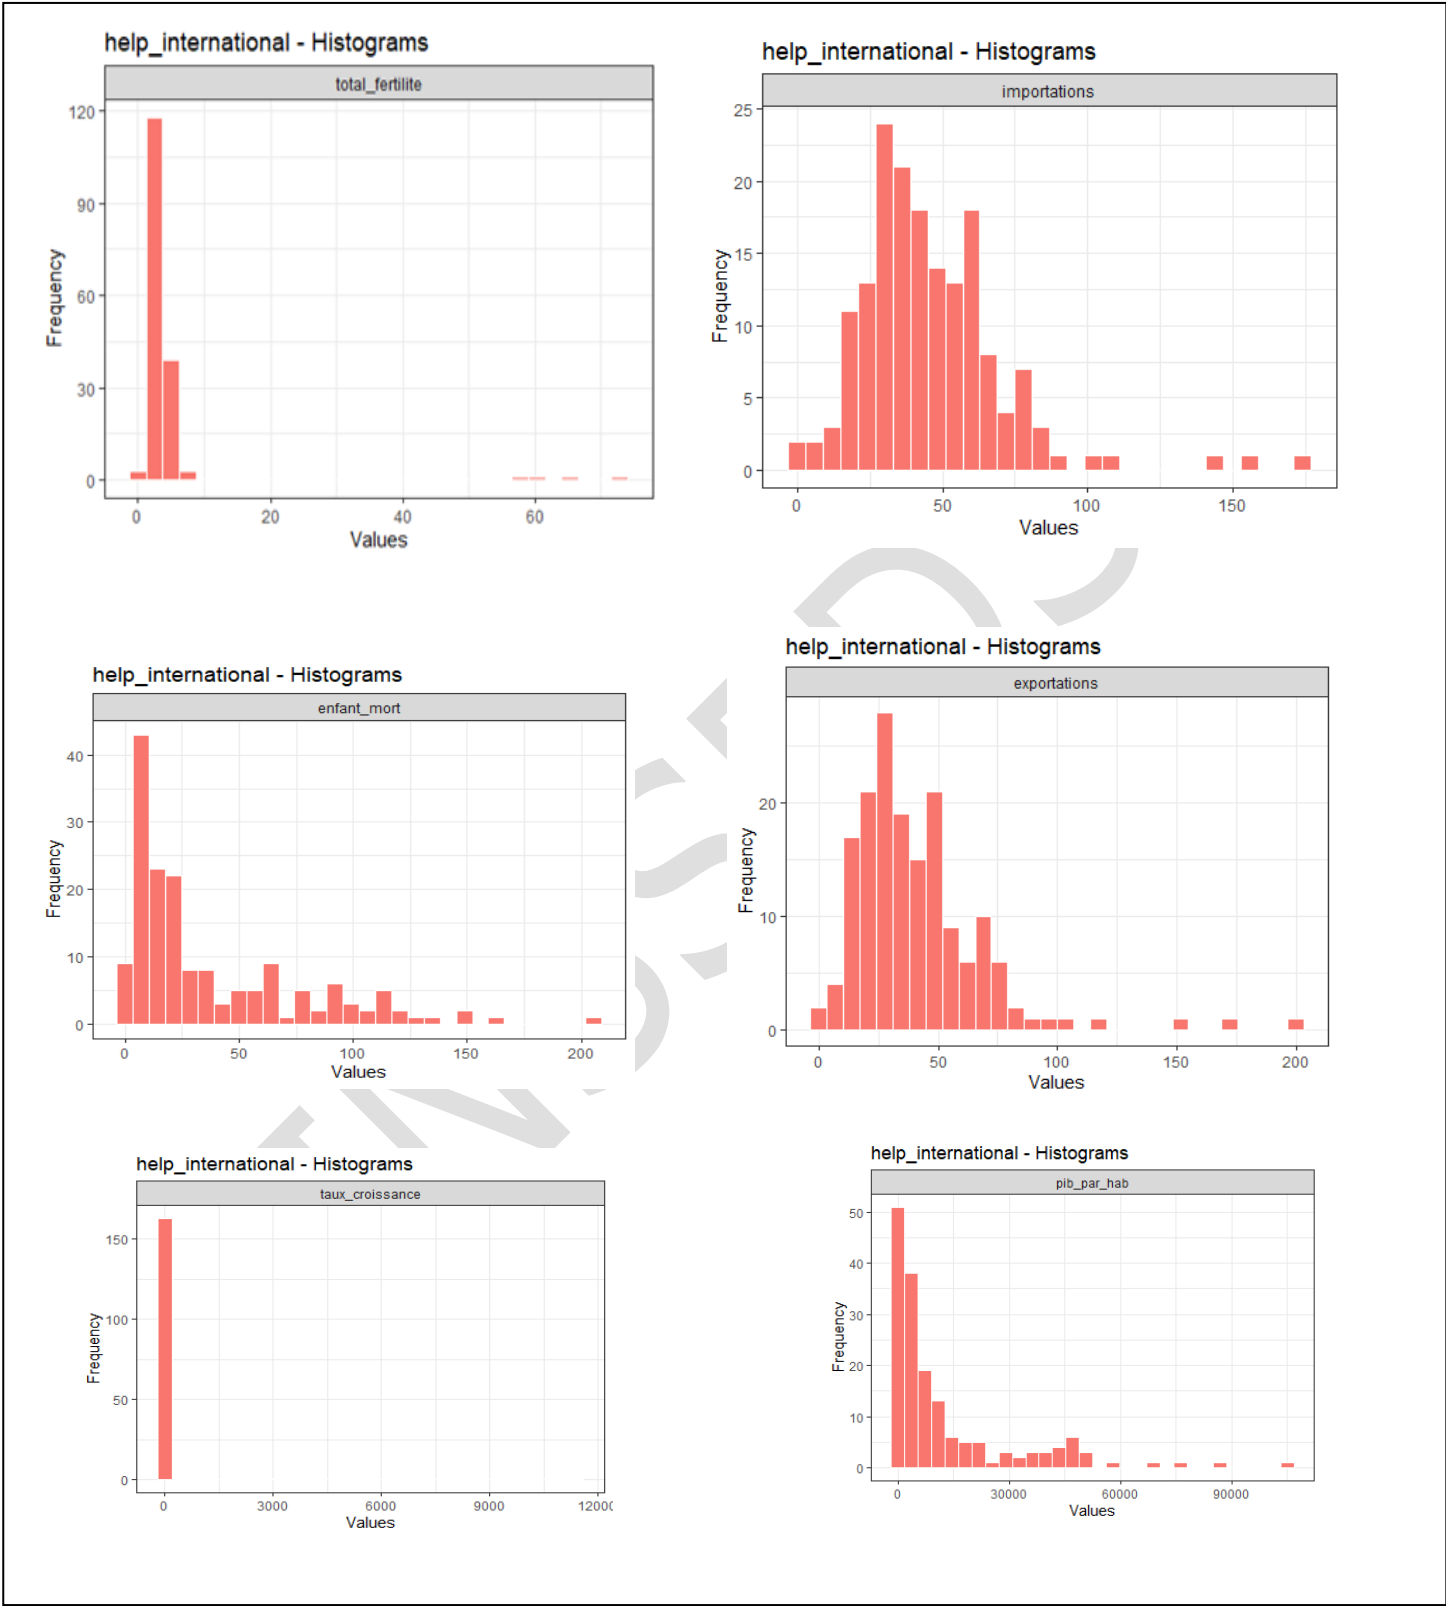 help_international - Histograms
total_fertilite
120
90
60
30
0
Frequency
0 20 40 60
Values
help_international - Histograms
importations
25
20
15
10
5
0
Frequency
0 50 100 150
Values
help_international - Histograms
enfant_mort
40
30
20
10
0
Frequency
0 50 100 150 200
Values
help_international - Histograms
exportations
20
10
0
Frequency
0 50 100 150 200
Values
help_international - Histograms
taux_croissance
150
100
50
0
Frequency
0 3000 6000 9000 12000
Values
help_international - Histograms
pib_par_hab
50
40
30
20
10
0
Frequency
0 30000 60000 90000
Values